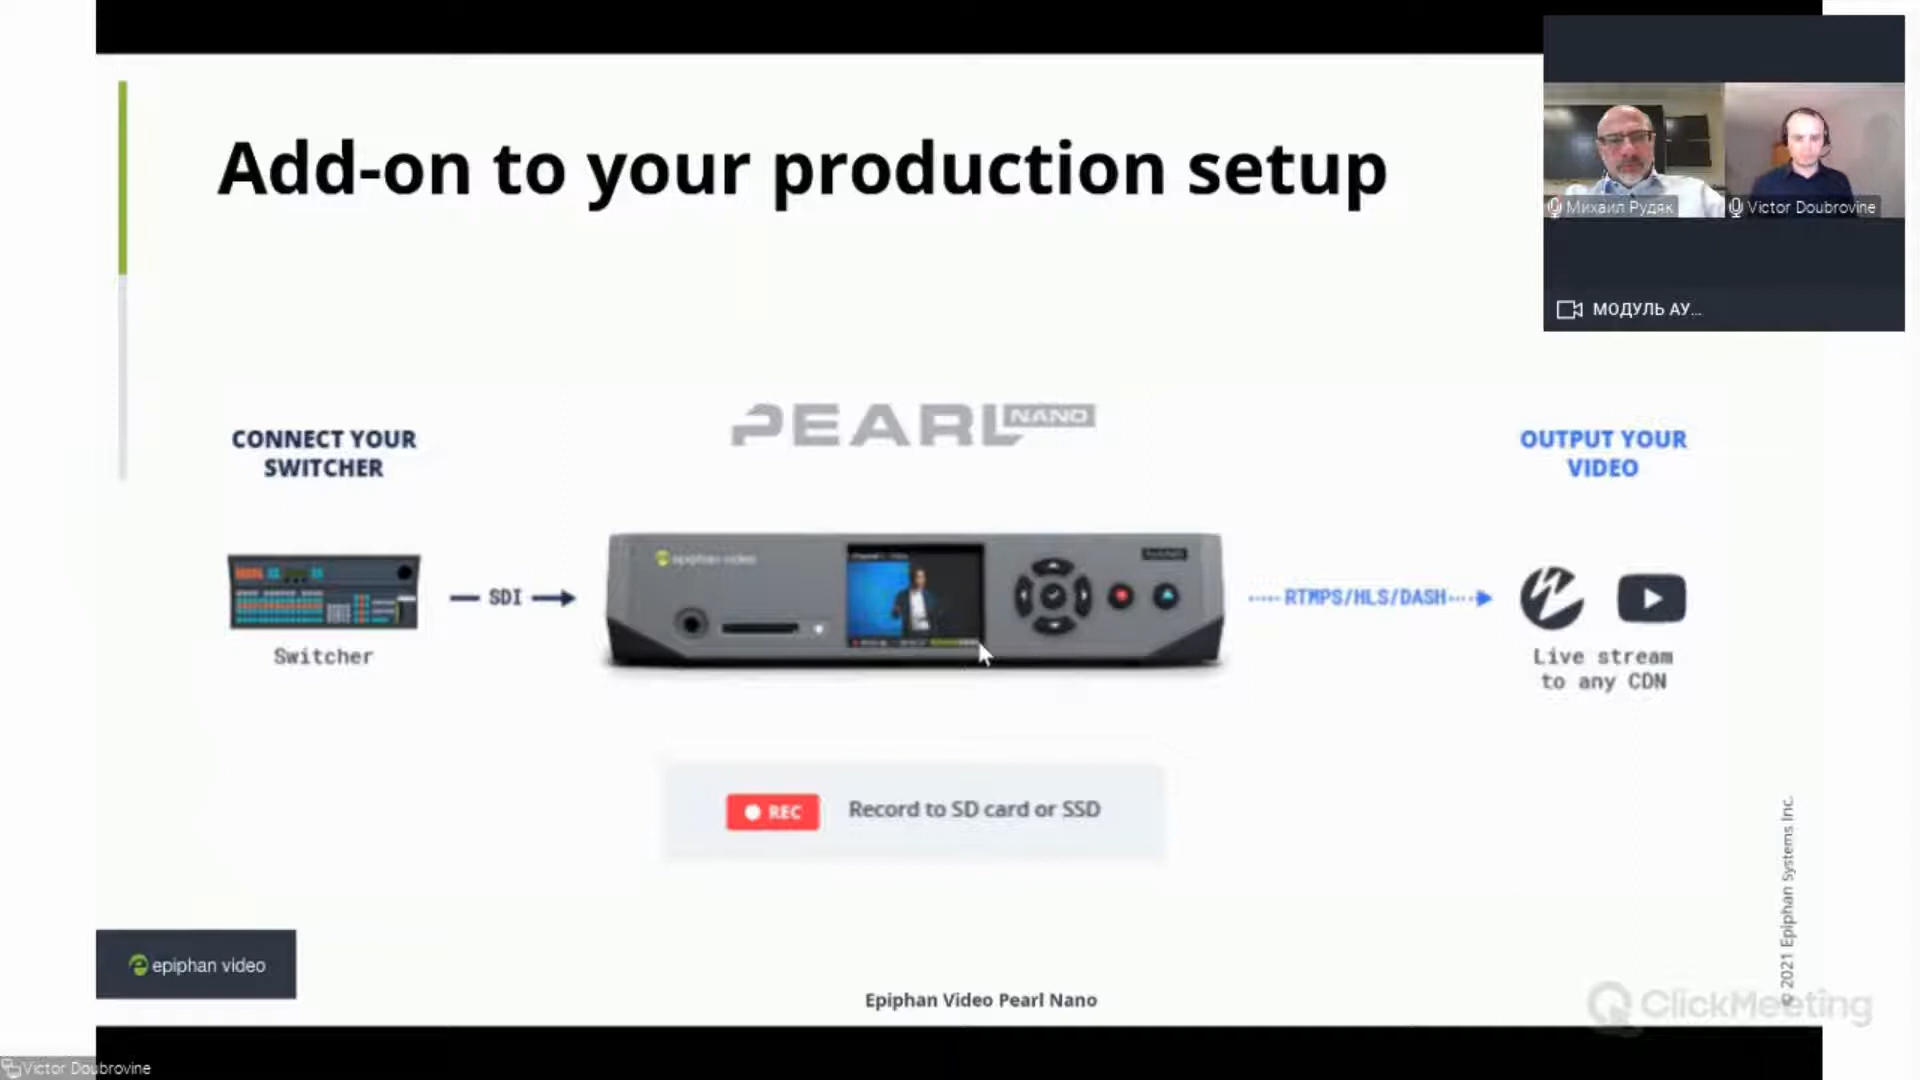 Add-on to your production setup
Михаил Рудяк
Victor Doubrovine
МОДУЛЬ АУ...
PEARL NANO
CONNECT YOUR
SWITCHER
OUTPUT YOUR
VIDEO
epiphan video
SDI
RTMPS/HLS/DASH
Switcher
Live stream
to any CDN
REC
Record to SD card or SSD
© 2021 Epiphan Systems Inc.
epiphan video
Epiphan Video Pearl Nano
ClickMeeting
Victor Doubrovine